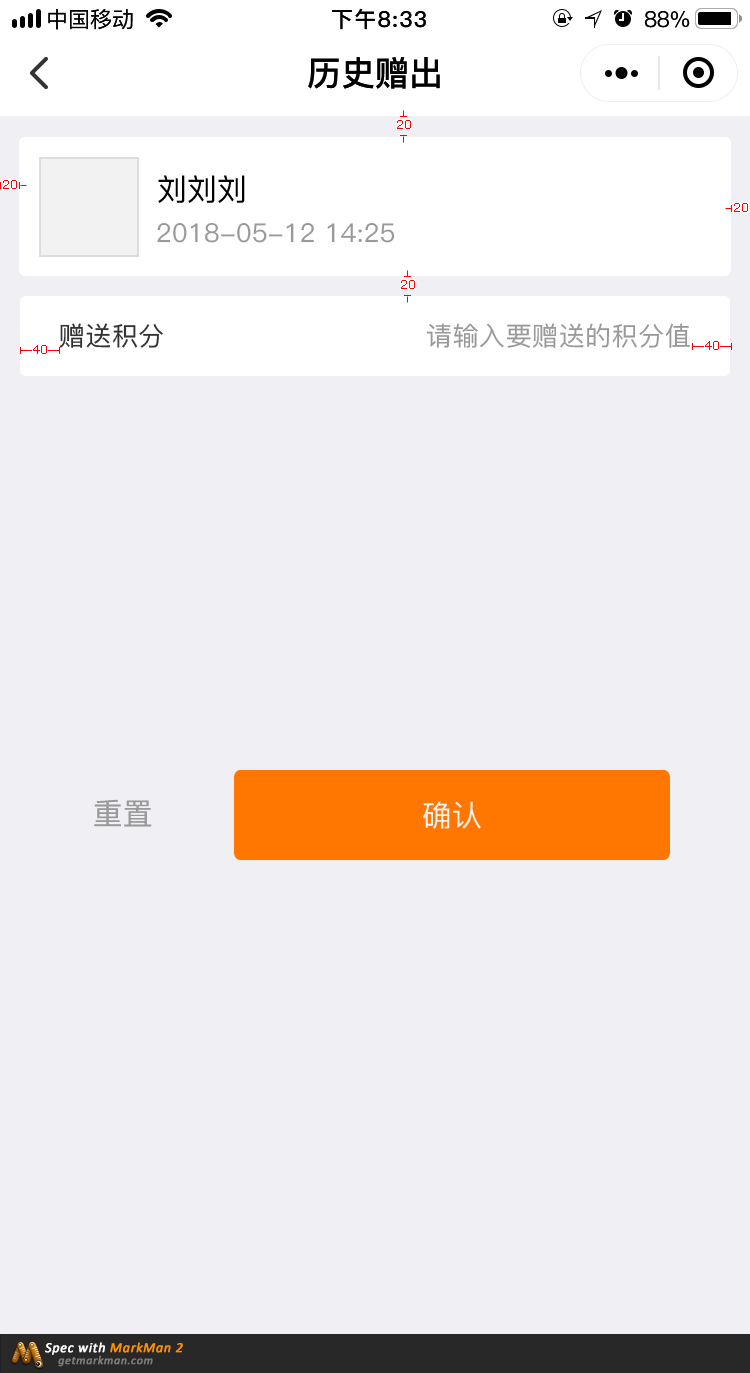 中国移动 下午8:33 88%
历史赠出
20
刘刘刘
20
20
2018-05-12 14:25
20
赠送积分 请输入要赠送的积分值
40 40
重置 确认
Spec with MarkMan 2
getmarkman.com